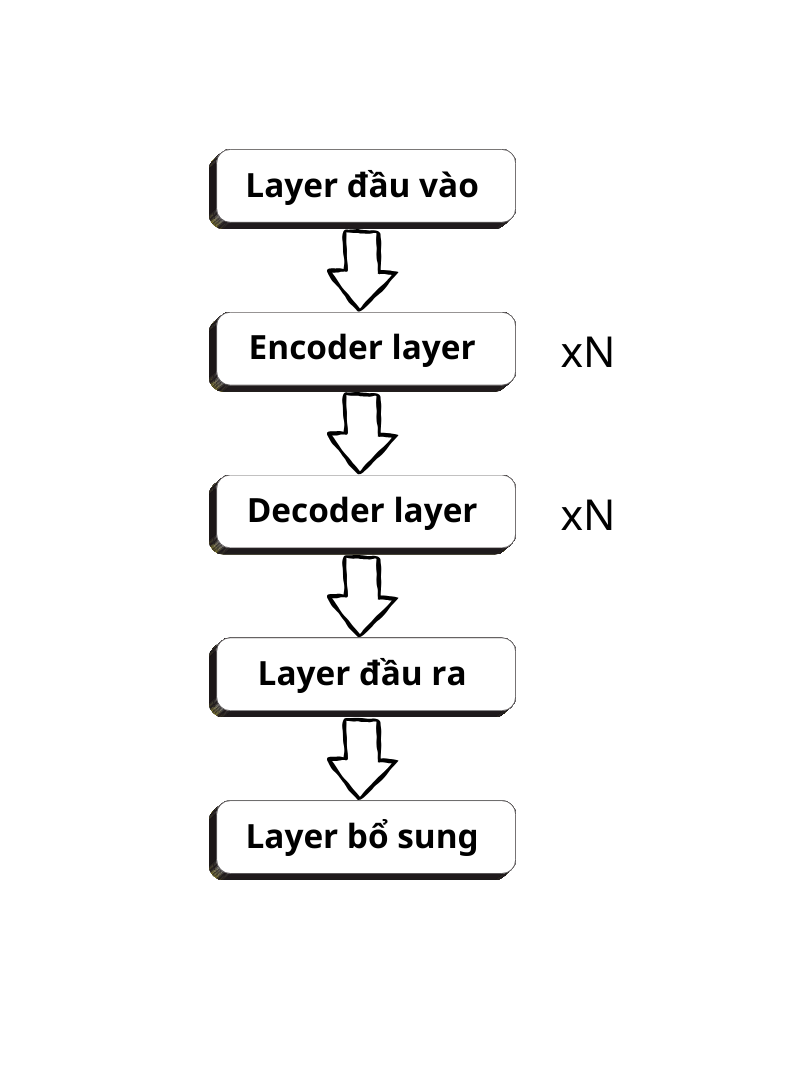 Layer đầu vào
Encoder layer xN
Decoder layer xN
Layer đầu ra
Layer bổ sung